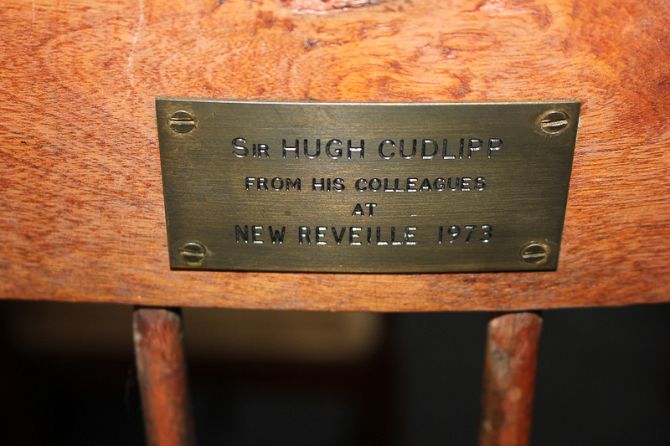 Sir HUGH CUDLIPP
FROM HIS COLLEAGUES
AT
NEW REVEILLE 1973